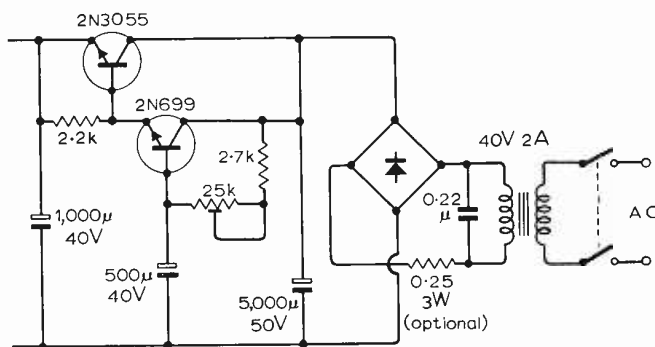 2N3055
2N699
2·2k
2·7k
25k
1,000μ
40V
500μ
40V
5,000μ
50V
40V 2A
0·22
μ
0·25
3W
(optional)
AC